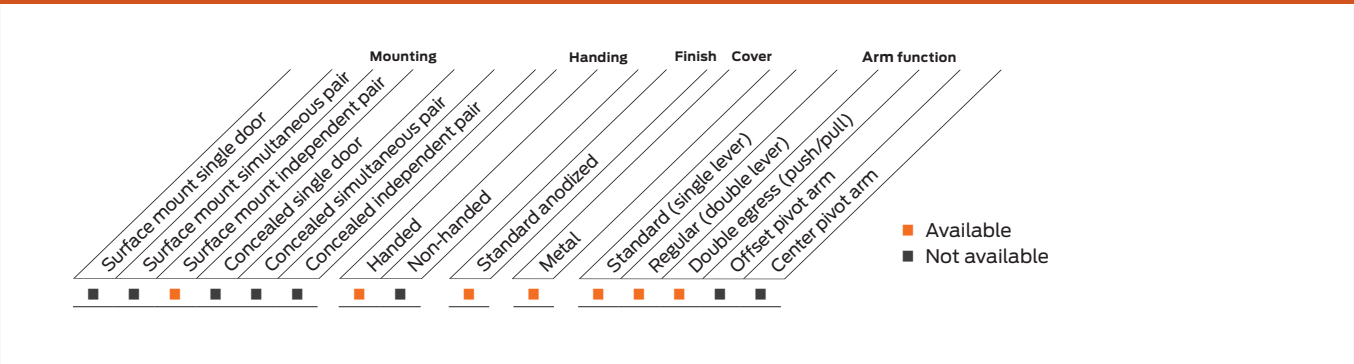 Mounting
Handing
Finish
Cover
Arm function
Surface mount single door
Surface mount simultaneous pair
Surface mount independent pair
Concealed single door
Concealed simultaneous pair
Concealed independent pair
Handed
Non-handed
Standard anodized
Metal
Standard (single lever)
Regular (double lever)
Double egress (push/pull)
Offset pivot arm
Center pivot arm
Available
Not available